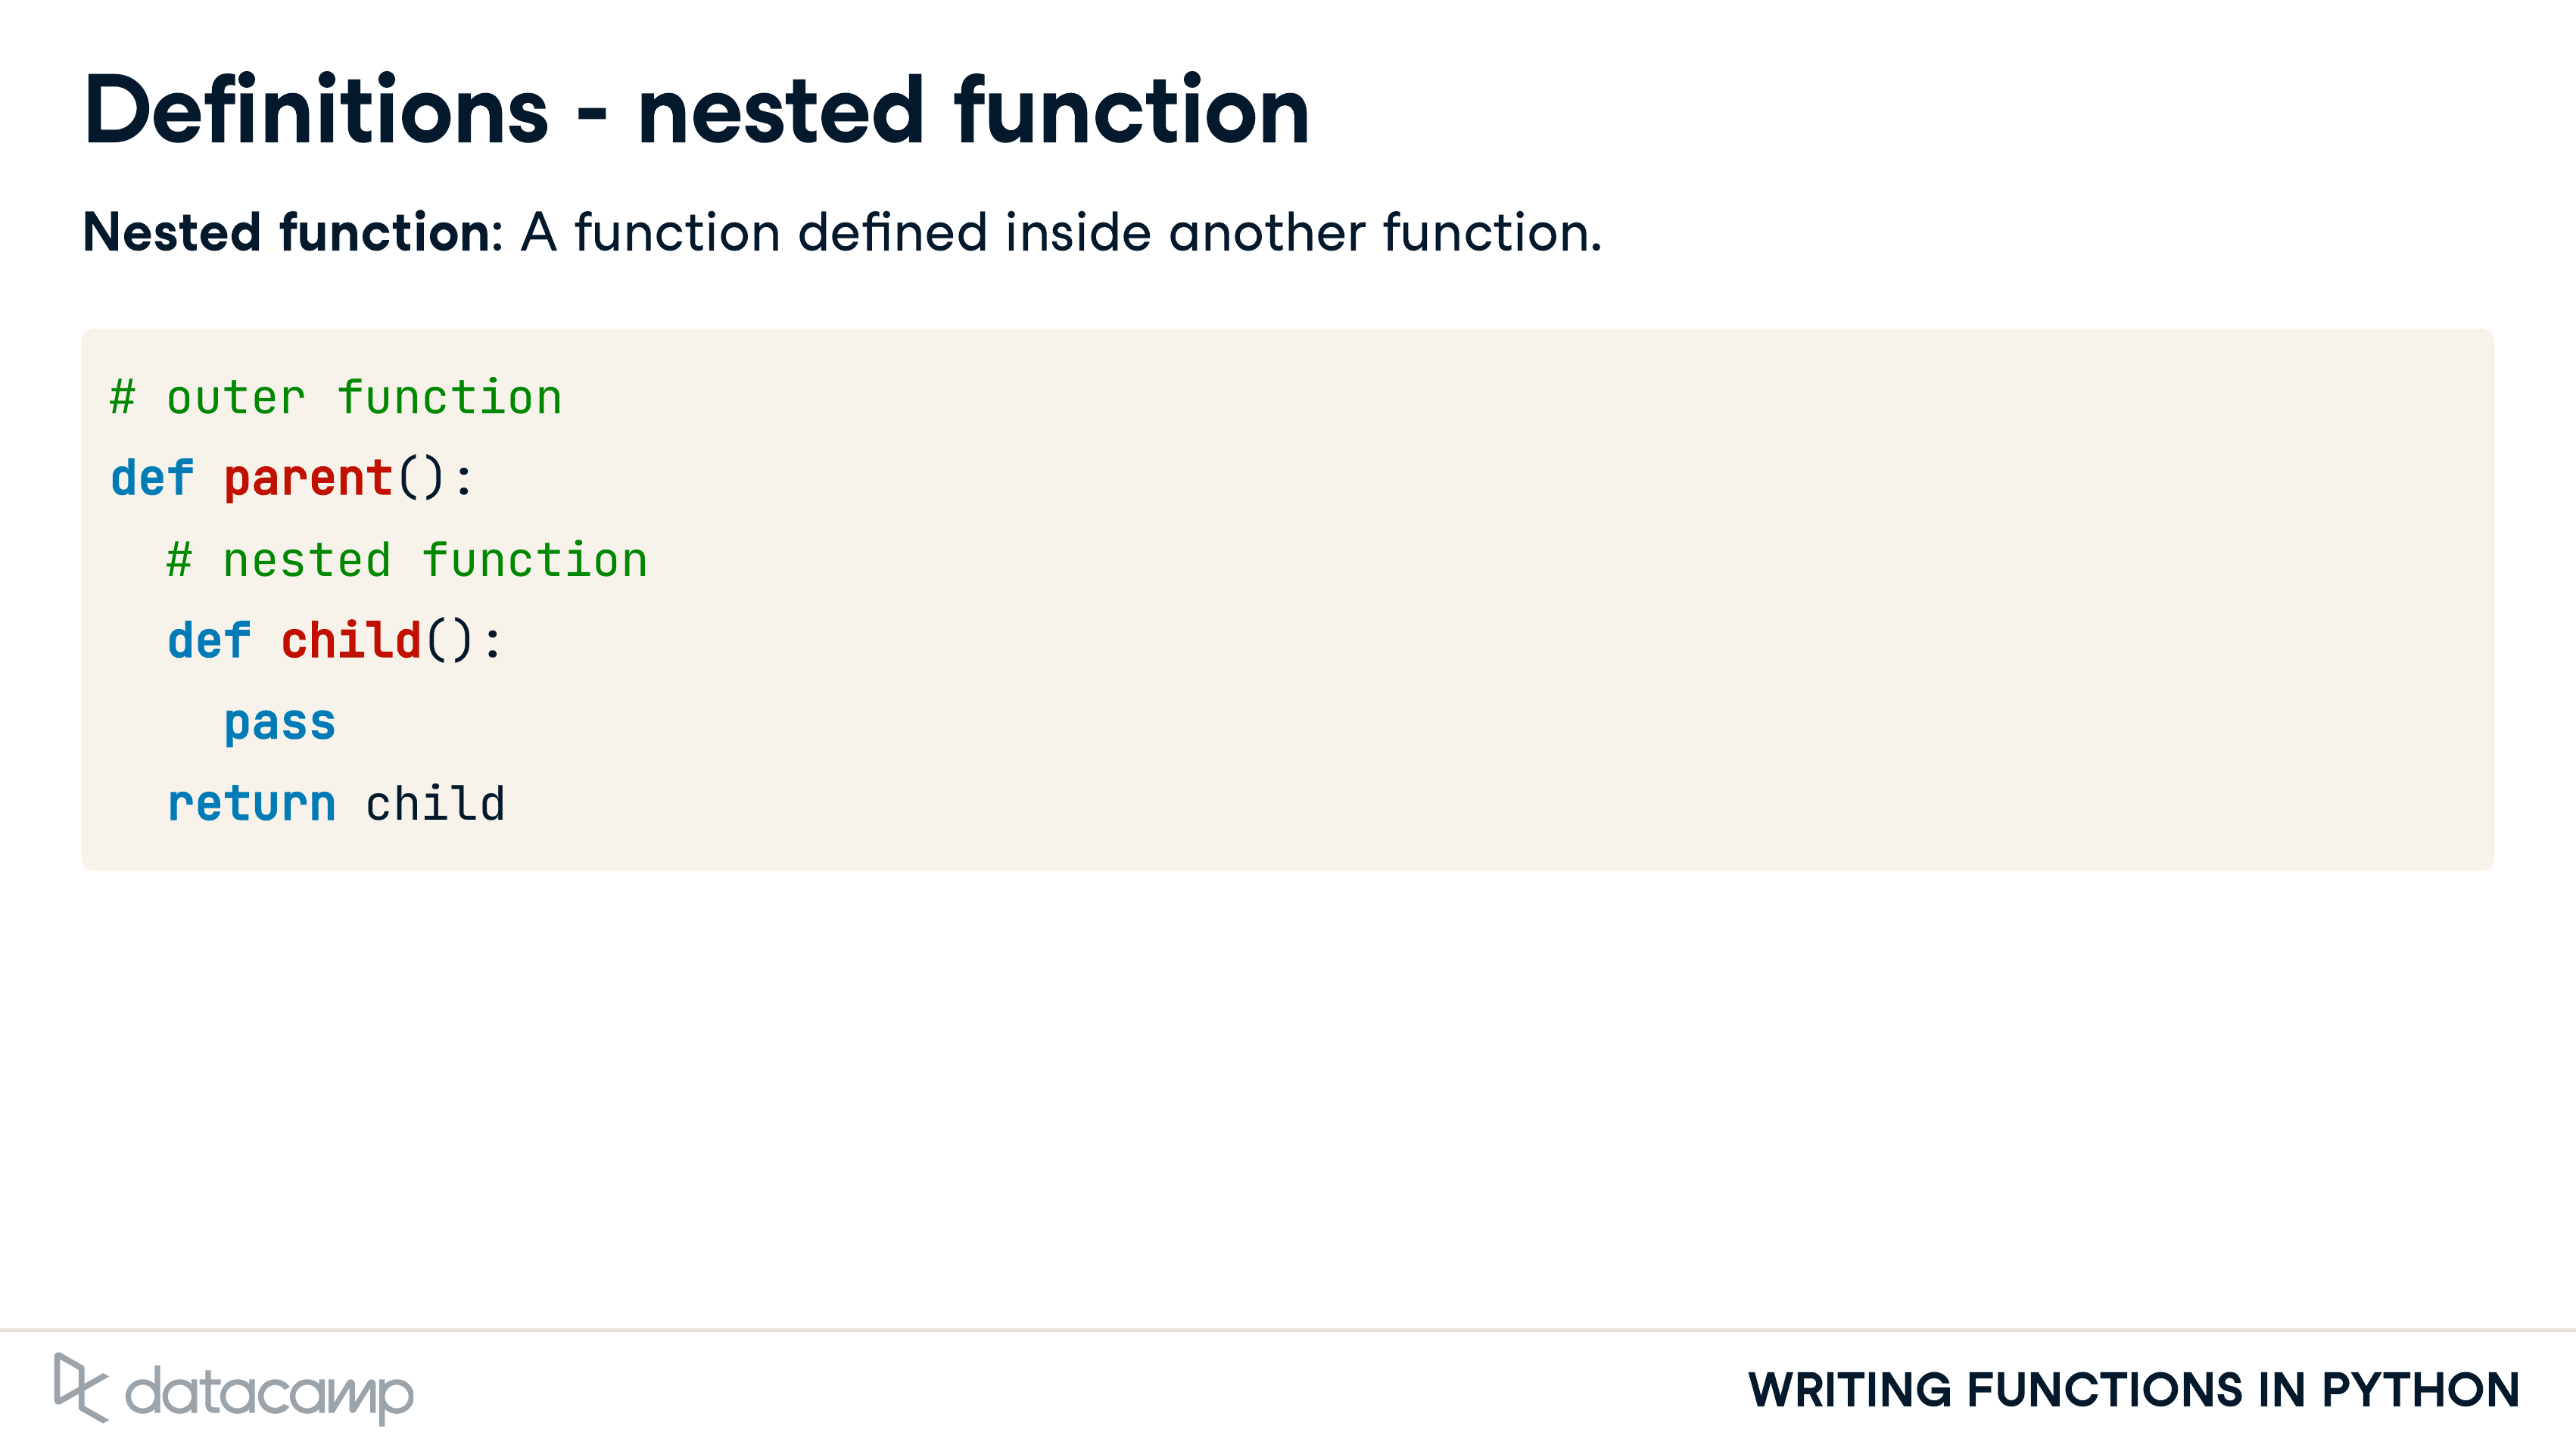 Definitions - nested function
Nested function: A function defined inside another function.
# outer function
def parent():
  # nested function
  def child():
    pass
  return child
datacamp
WRITING FUNCTIONS IN PYTHON